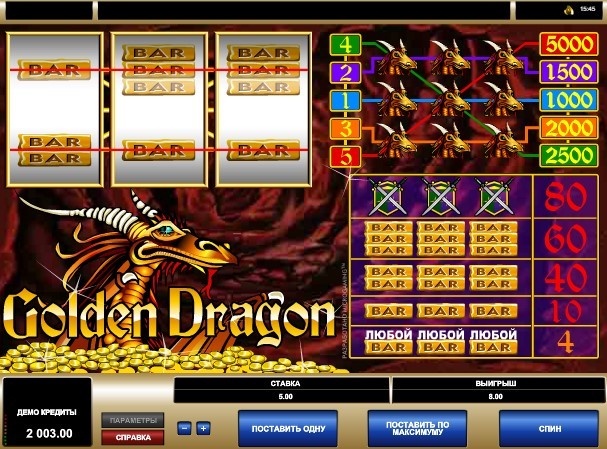 15:45
BAR
BAR
BAR
BAR
BAR
BAR
BAR
BAR
BAR
BAR
BAR
4
2
1
3
5
5000
1500
1000
2000
2500
80
BAR BAR BAR
BAR BAR BAR
BAR BAR BAR
60
BAR BAR BAR
BAR BAR BAR
40
BAR BAR BAR
10
ЛЮБОЙ ЛЮБОЙ ЛЮБОЙ
BAR BAR BAR
4
РАЗРАБОТАНО MICROGAMING™
Golden Dragon
ДЕМО КРЕДИТЫ
2 003.00
ПАРАМЕТРЫ
СПРАВКА
СТАВКА
5.00
ВЫИГРЫШ
8.00
− +
ПОСТАВИТЬ ОДНУ
ПОСТАВИТЬ ПО
МАКСИМУМУ
СПИН